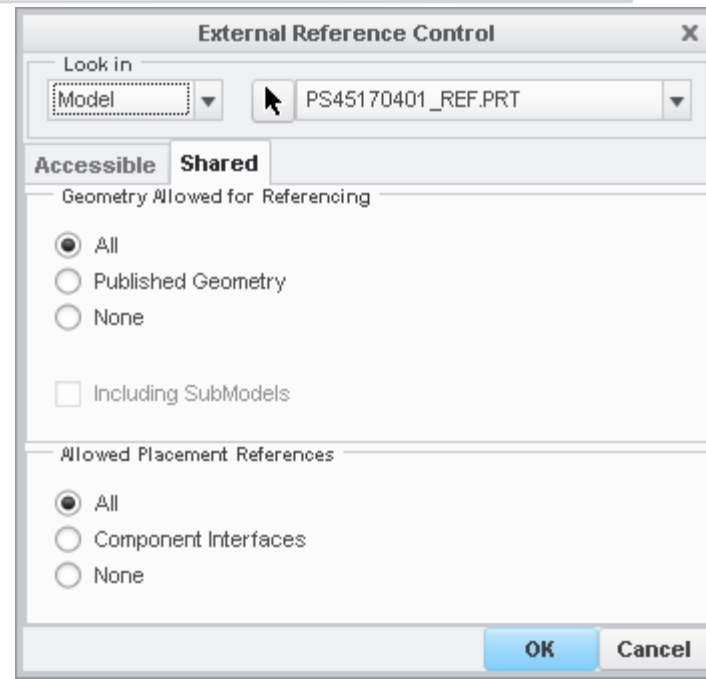 External Reference Control
Look in
Model
PS45170401_REF.PRT
Accessible Shared
Geometry Allowed for Referencing
All
Published Geometry
None
Including SubModels
Allowed Placement References
All
Component Interfaces
None
OK Cancel